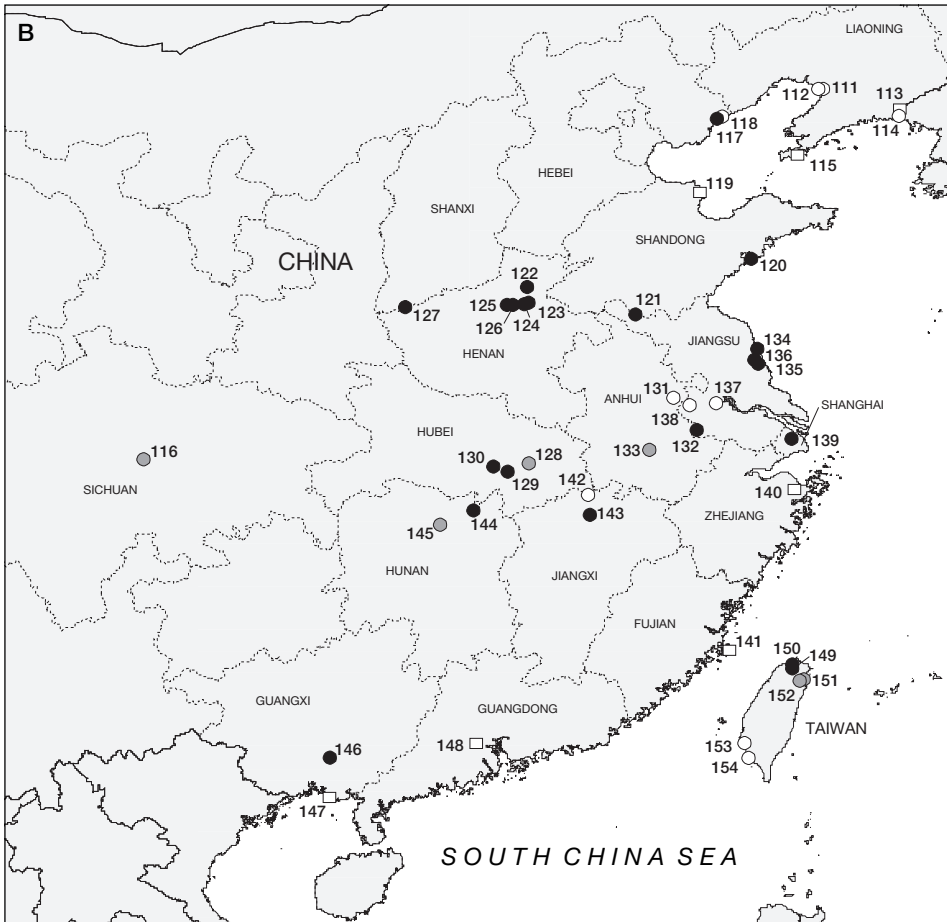 B
LIAONING
112
111
113
114
118
117
115
HEBEI
119
SHANXI
SHANDONG
CHINA
120
122
125
123
127
126
124
121
HENAN
JIANGSU
134
136
135
131
137
ANHUI
SHANGHAI
138
HUBEI
132
139
116
130
128
133
129
SICHUAN
142
140
ZHEJIANG
143
144
145
HUNAN
JIANGXI
FUJIAN
141
150
149
151
152
GUANGXI
GUANGDONG
TAIWAN
153
148
146
154
147
SOUTH CHINA SEA